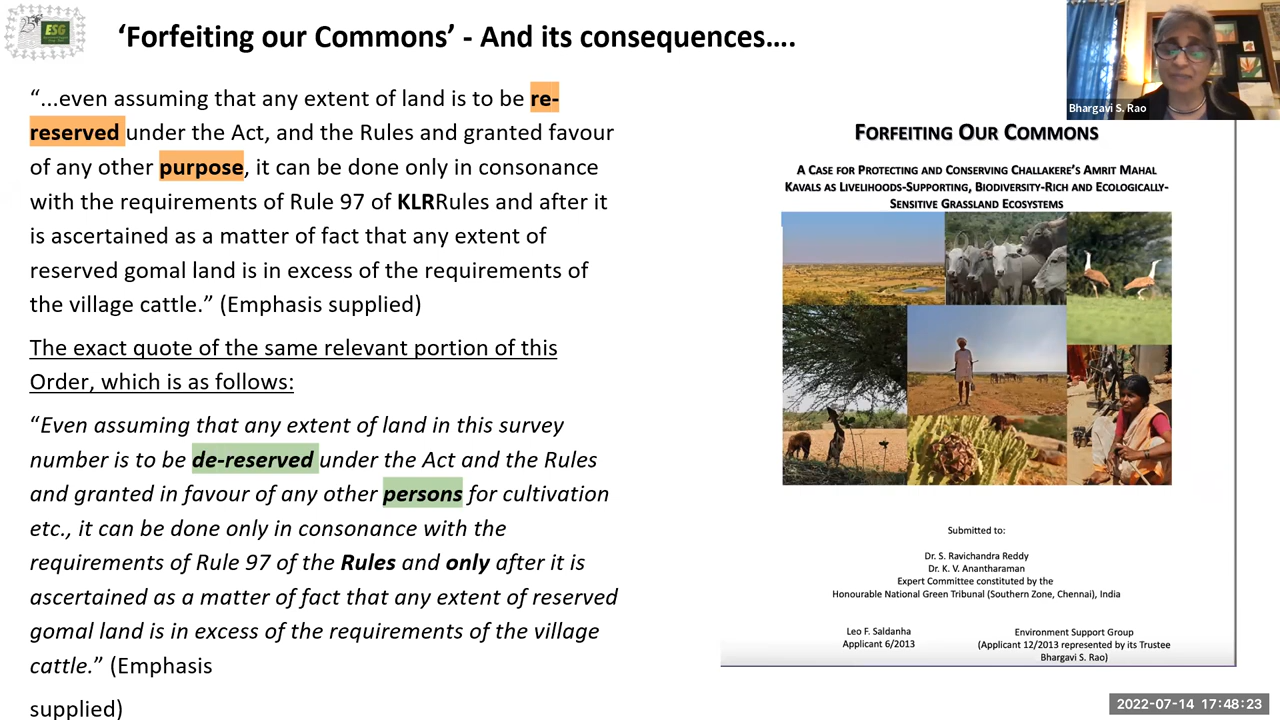 25
ESG
‘Forfeiting our Commons’ - And its consequences….
“...even assuming that any extent of land is to be re-
reserved under the Act, and the Rules and granted favour
of any other purpose, it can be done only in consonance
with the requirements of Rule 97 of KLRRules and after it
is ascertained as a matter of fact that any extent of
reserved gomal land is in excess of the requirements of
the village cattle.” (Emphasis supplied)
The exact quote of the same relevant portion of this
Order, which is as follows:
“Even assuming that any extent of land in this survey
number is to be de-reserved under the Act and the Rules
and granted in favour of any other persons for cultivation
etc., it can be done only in consonance with the
requirements of Rule 97 of the Rules and only after it is
ascertained as a matter of fact that any extent of reserved
gomal land is in excess of the requirements of the village
cattle.” (Emphasis
supplied)
Bhargavi S. Rao
FORFEITING OUR COMMONS
A CASE FOR PROTECTING AND CONSERVING CHALLAKERE’S AMRIT MAHAL
KAVALS AS LIVELIHOODS-SUPPORTING, BIODIVERSITY-RICH AND ECOLOGICALLY-
SENSITIVE GRASSLAND ECOSYSTEMS
Submitted to:
Dr. S. Ravichandra Reddy
Dr. K. V. Anantharaman
Expert Committee constituted by the
Honourable National Green Tribunal (Southern Zone, Chennai), India
Leo F. Saldanha
Applicant 6/2013
Environment Support Group
(Applicant 12/2013 represented by its Trustee
Bhargavi S. Rao)
2022-07-14 17:48:23